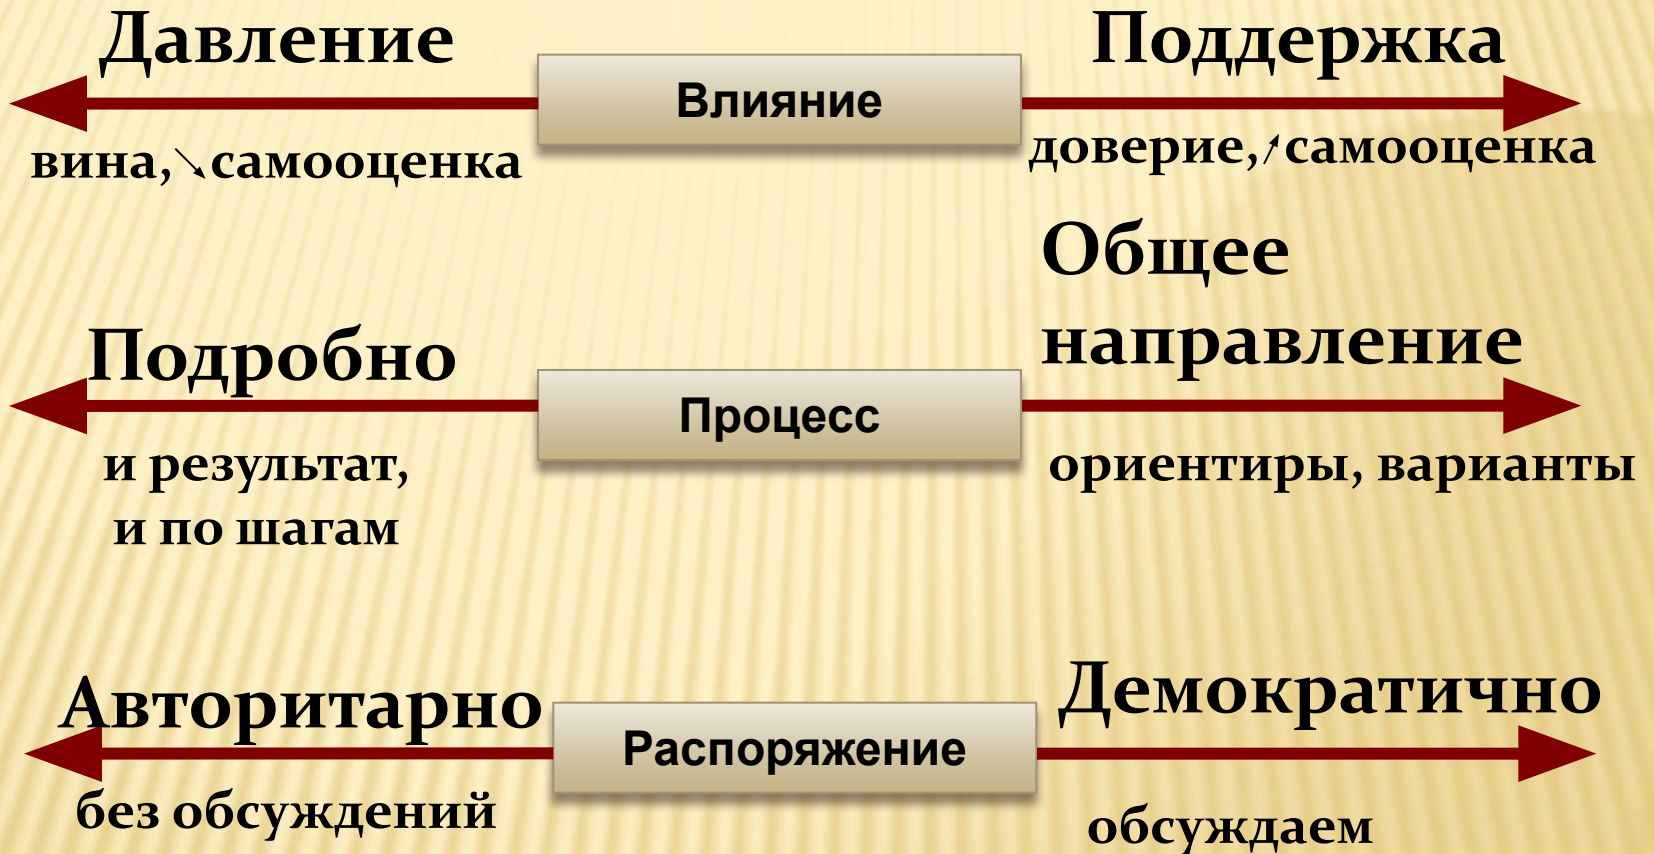 Давление
Влияние
Поддержка
вина,↘самооценка
доверие,↗самооценка
Подробно
Процесс
Общее
направление
и результат,
и по шагам
ориентиры, варианты
Авторитарно
Распоряжение
Демократично
без обсуждений
обсуждаем